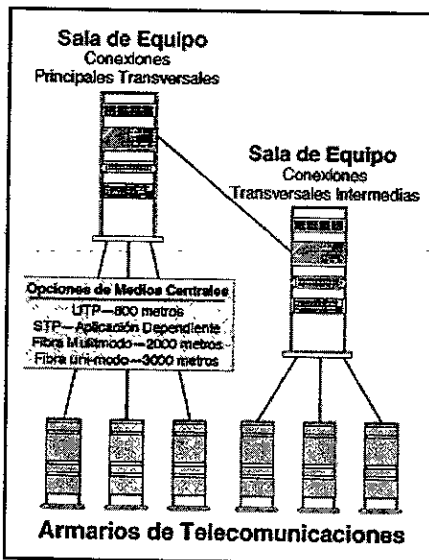 Sala de Equipo
Conexiones
Principales Transversales
Sala de Equipo
Conexiones
Transversales Intermedias
Opciones de Medios Centrales
UTP—800 metros
STP—Aplicación Dependiente
Fibra Multimodo—2000 metros
Fibra uni-modo—3000 metros
Armarios de Telecomunicaciones